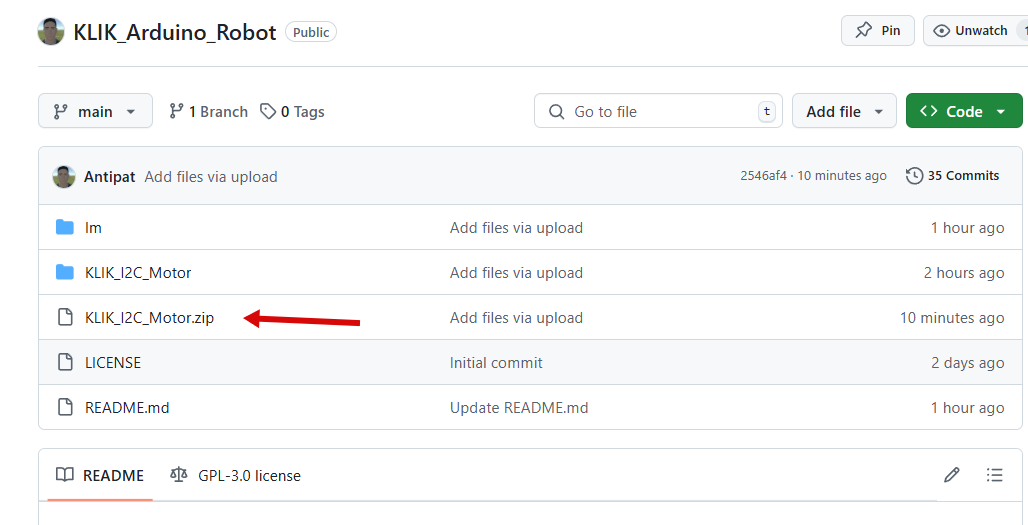 KLIK_Arduino_Robot Public Pin Unwatch 1
main 1 Branch 0 Tags Go to file t Add file Code
Antipat Add files via upload 2546af4 · 10 minutes ago 35 Commits
Im Add files via upload 1 hour ago
KLIK_I2C_Motor Add files via upload 2 hours ago
KLIK_I2C_Motor.zip Add files via upload 10 minutes ago
LICENSE Initial commit 2 days ago
README.md Update README.md 1 hour ago
README GPL-3.0 license